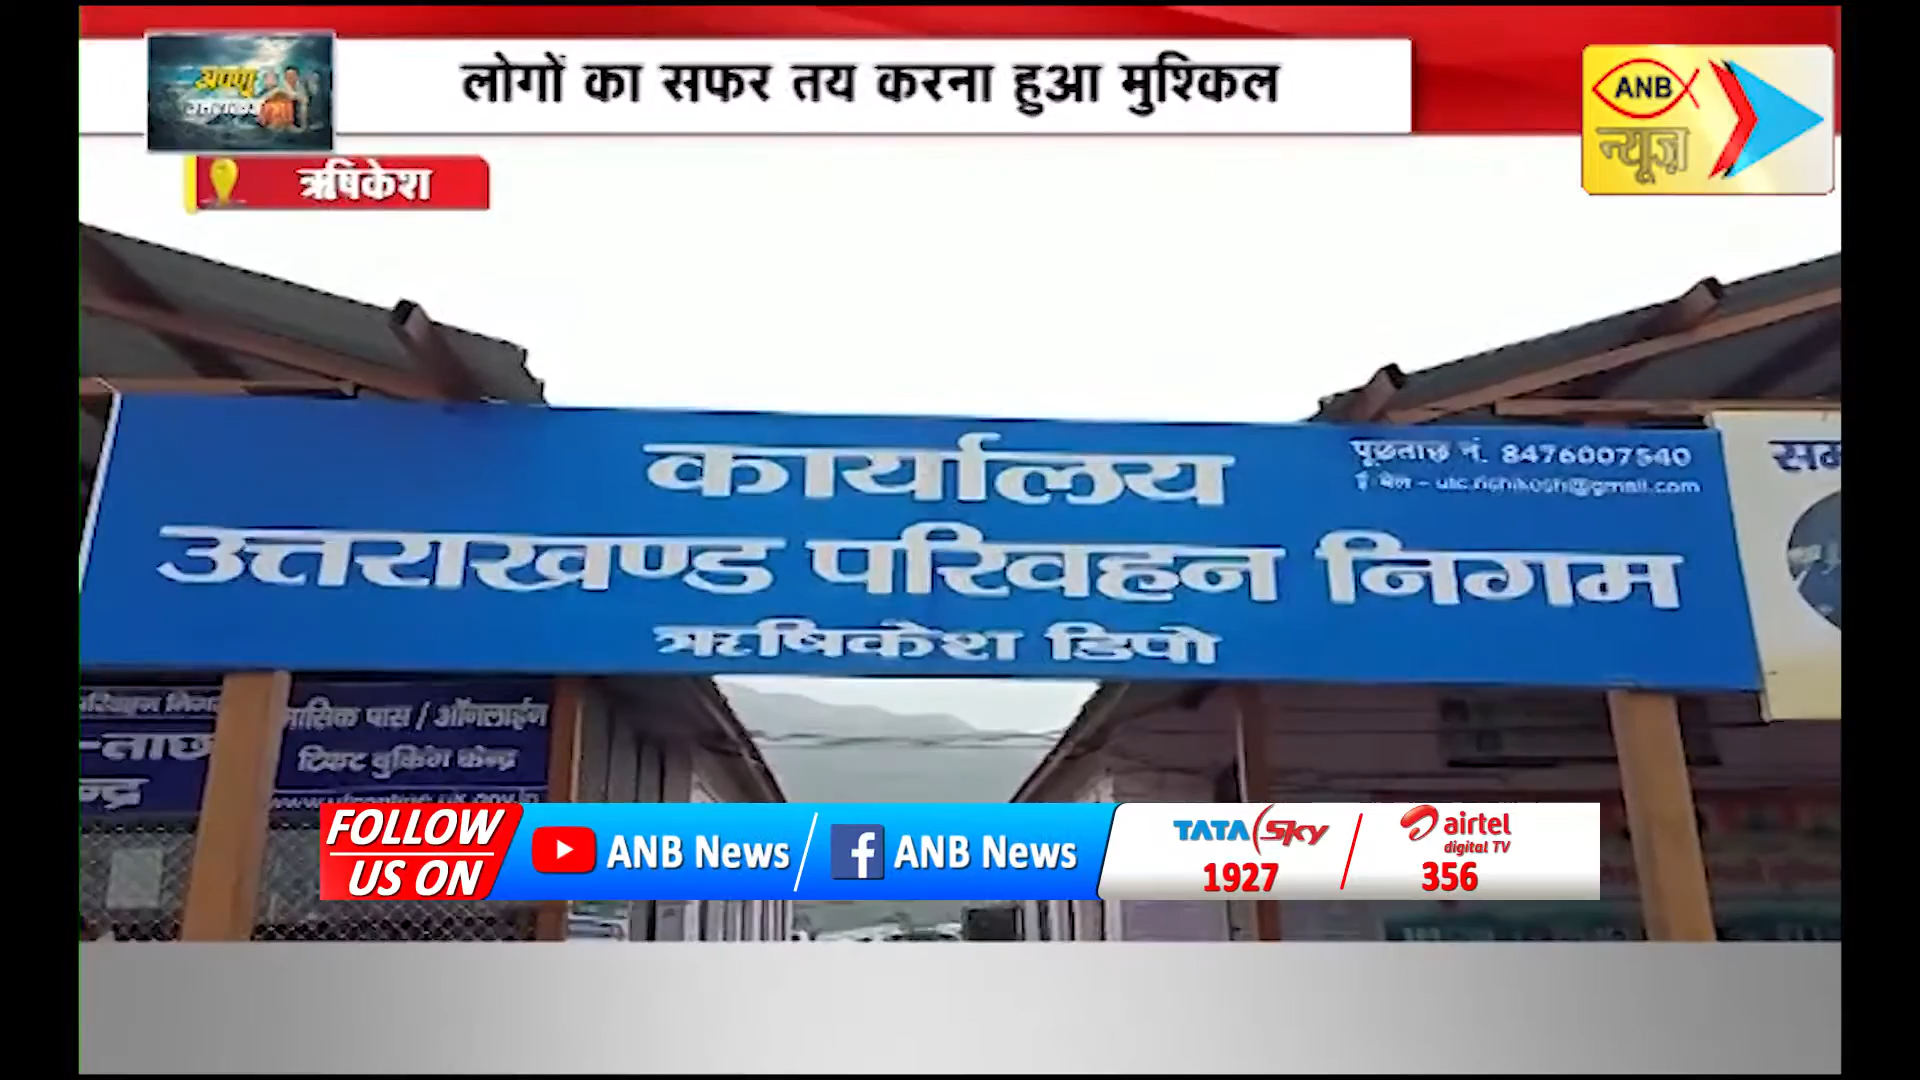 लोगों का सफर तय करना हुआ मुश्किल
ANB
न्यूज़
ऋषिकेश
कार्यालय
पूछताछ नं. 8476007540
उत्तराखण्ड परिवहन निगम
ऋषिकेश डिपो
मासिक पास / ऑनलाईन
टिकट बुकिंग केन्द्र
FOLLOW
US ON
ANB News
ANB News
TATA Sky
1927
airtel
digital TV
356